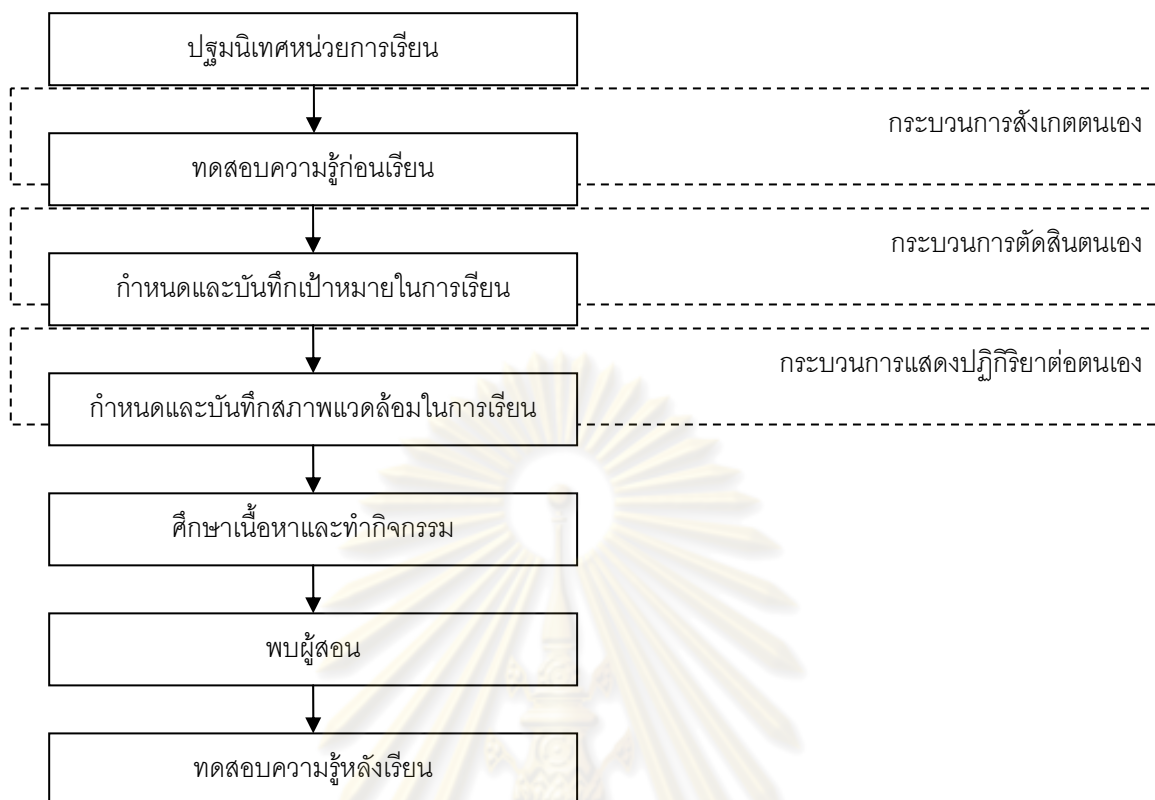 ปฐมนิเทศหน่วยการเรียน
กระบวนการสังเกตตนเอง
ทดสอบความรู้ก่อนเรียน
กระบวนการตัดสินตนเอง
กำหนดและบันทึกเป้าหมายในการเรียน
กระบวนการแสดงปฏิกิริยาต่อตนเอง
กำหนดและบันทึกสภาพแวดล้อมในการเรียน
ศึกษาเนื้อหาและทำกิจกรรม
พบผู้สอน
ทดสอบความรู้หลังเรียน